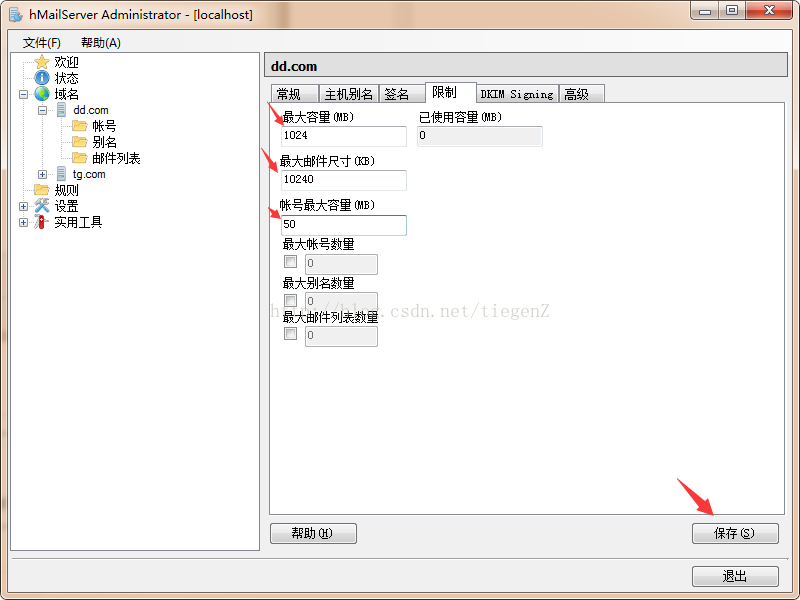 hMailServer Administrator - [localhost]
文件(F) 帮助(A)
欢迎
状态
域名
dd.com
帐号
别名
邮件列表
tg.com
规则
设置
实用工具
dd.com
常规 主机别名 签名 限制 DKIM Signing 高级
最大容量(MB) 已使用容量(MB)
1024 0
最大邮件尺寸(KB)
10240
帐号最大容量(MB)
50
最大帐号数量
0
最大别名数量
0
http://blog.csdn.net/tiegenZ
最大邮件列表数量
0
帮助(H) 保存(S)
退出